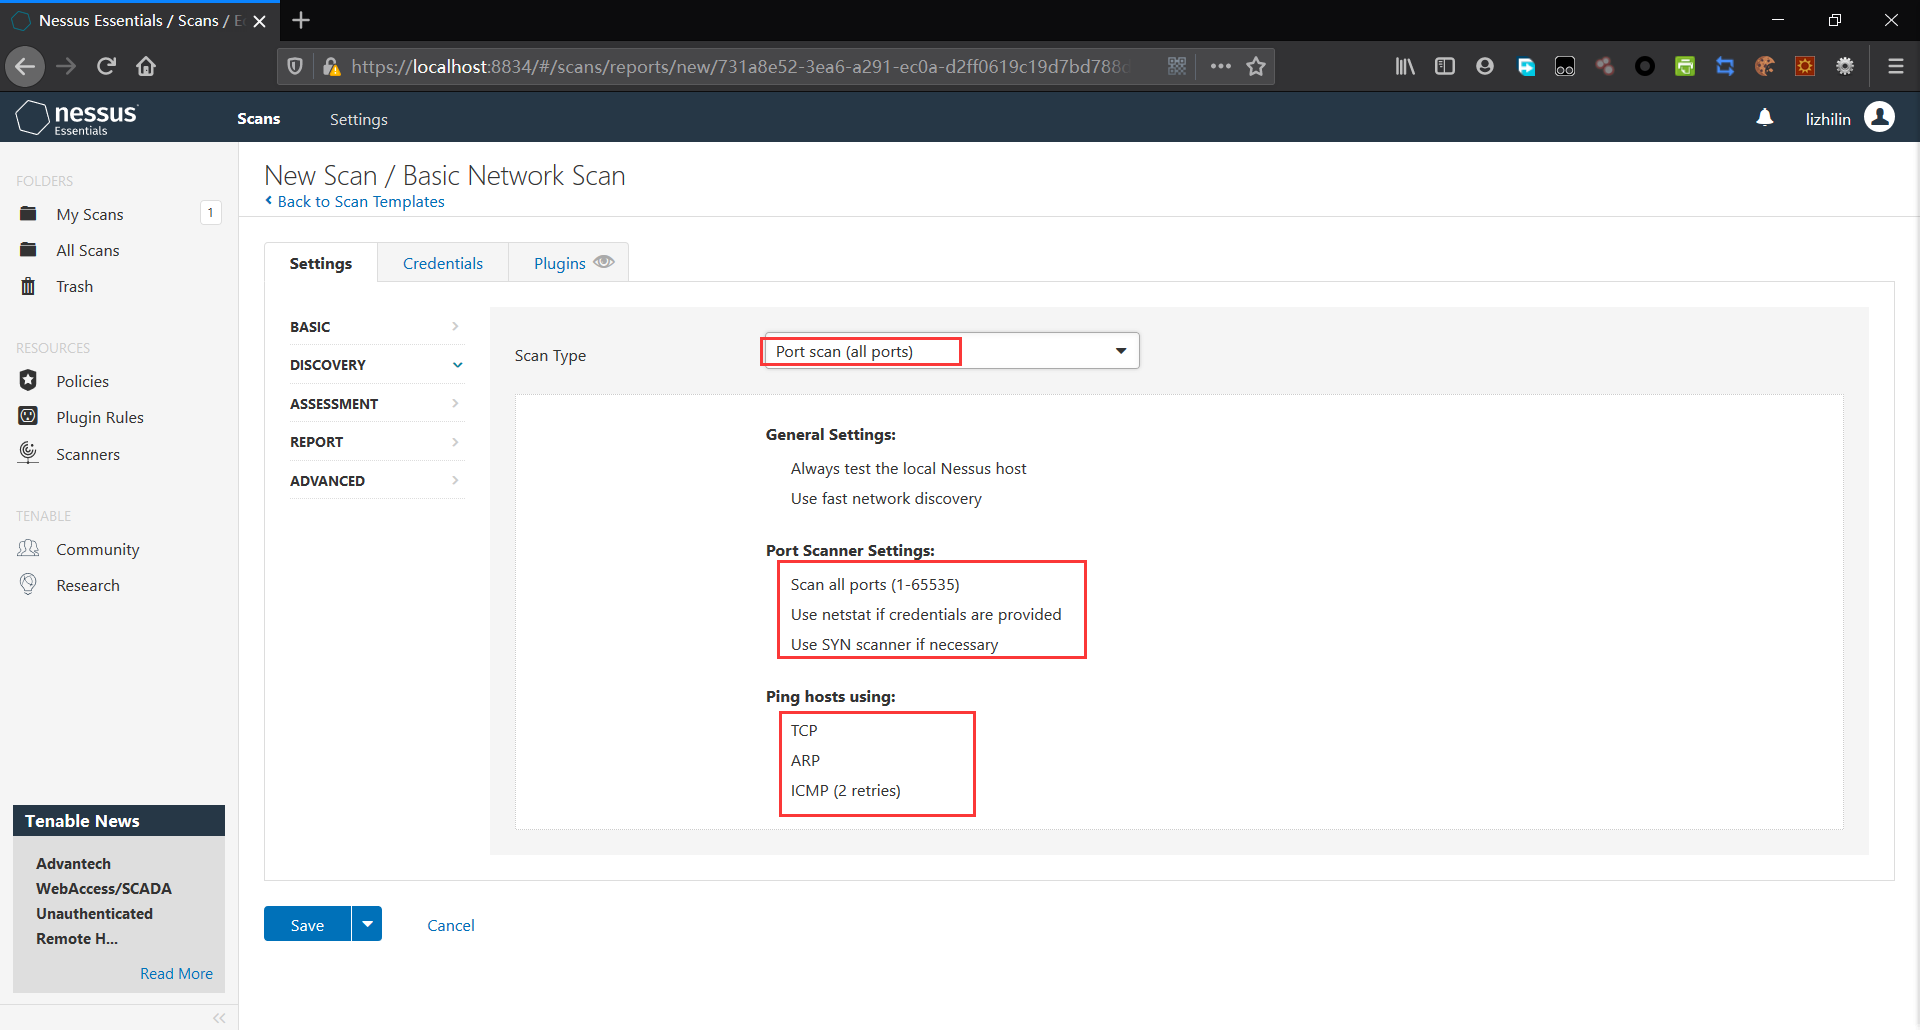 Nessus Essentials / Scans / E
https://localhost:8834/#/scans/reports/new/731a8e52-3ea6-a291-ec0a-d2ff0619c19d7bd788d
nessus
Essentials
Scans
Settings
lizhilin
FOLDERS
My Scans
1
All Scans
Trash
RESOURCES
Policies
Plugin Rules
Scanners
TENABLE
Community
Research
Tenable News
Advantech
WebAccess/SCADA
Unauthenticated
Remote H...
Read More
New Scan / Basic Network Scan
Back to Scan Templates
Settings
Credentials
Plugins
BASIC
DISCOVERY
ASSESSMENT
REPORT
ADVANCED
Scan Type
Port scan (all ports)
General Settings:
Always test the local Nessus host
Use fast network discovery
Port Scanner Settings:
Scan all ports (1-65535)
Use netstat if credentials are provided
Use SYN scanner if necessary
Ping hosts using:
TCP
ARP
ICMP (2 retries)
Save
Cancel